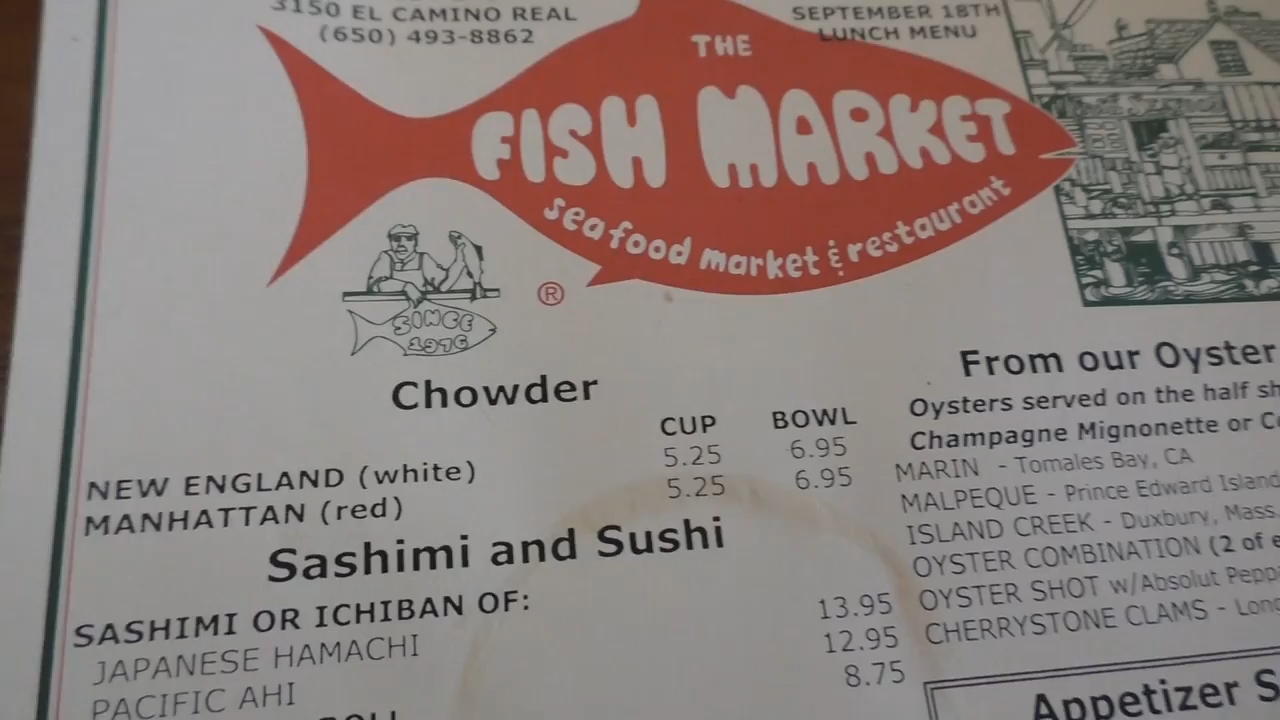 3150 EL CAMINO REAL
(650) 493-8862
SEPTEMBER 18TH
LUNCH MENU
THE
FISH MARKET
seafood market & restaurant
®
SINCE
1976
Chowder
CUP BOWL
NEW ENGLAND (white) 5.25 6.95
MANHATTAN (red) 5.25 6.95
Sashimi and Sushi
SASHIMI OR ICHIBAN OF:
JAPANESE HAMACHI 13.95
PACIFIC AHI 12.95
8.75
From our Oyster
Oysters served on the half
Champagne Mignonette or
MARIN - Tomales Bay, CA
MALPEQUE - Prince Edward Island
ISLAND CREEK - Duxbury, Mass.
OYSTER COMBINATION (2 of
OYSTER SHOT w/Absolut
CHERRYSTONE CLAMS -
Appetizer